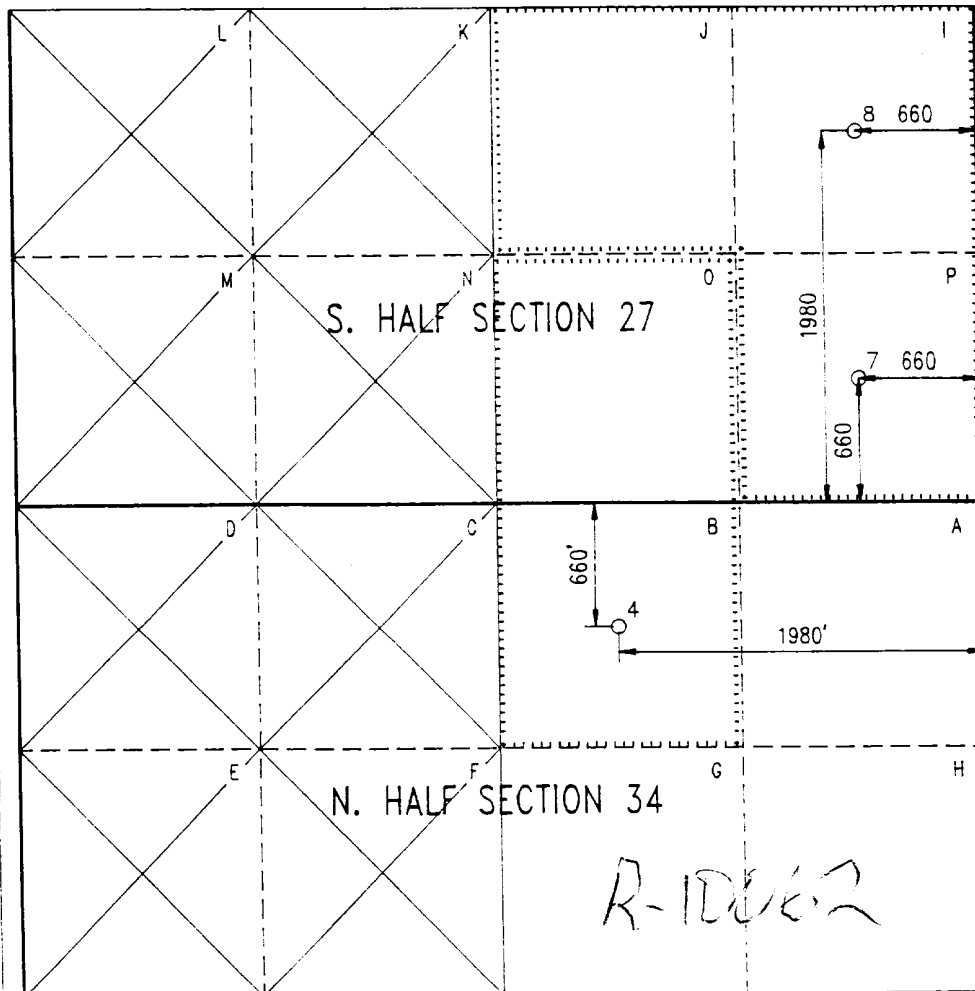 L K J I
8 660
M N O P
S. HALF SECTION 27
1980
7 660
660
D C B A
660'
4
1980'
E F G H
N. HALF SECTION 34